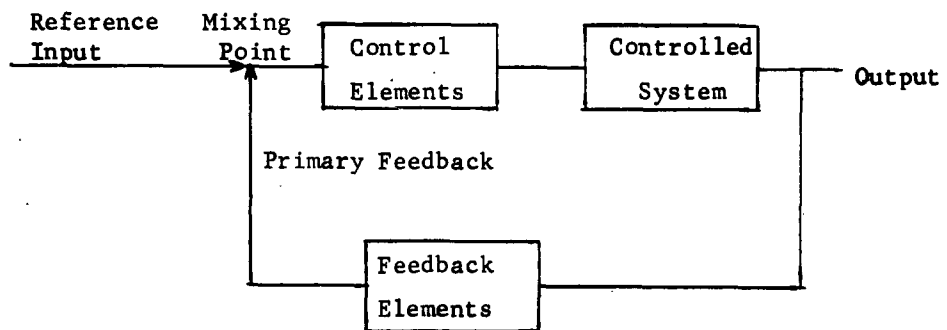 Reference Input
Mixing Point
Control Elements
Controlled System
Output
Primary Feedback
Feedback Elements